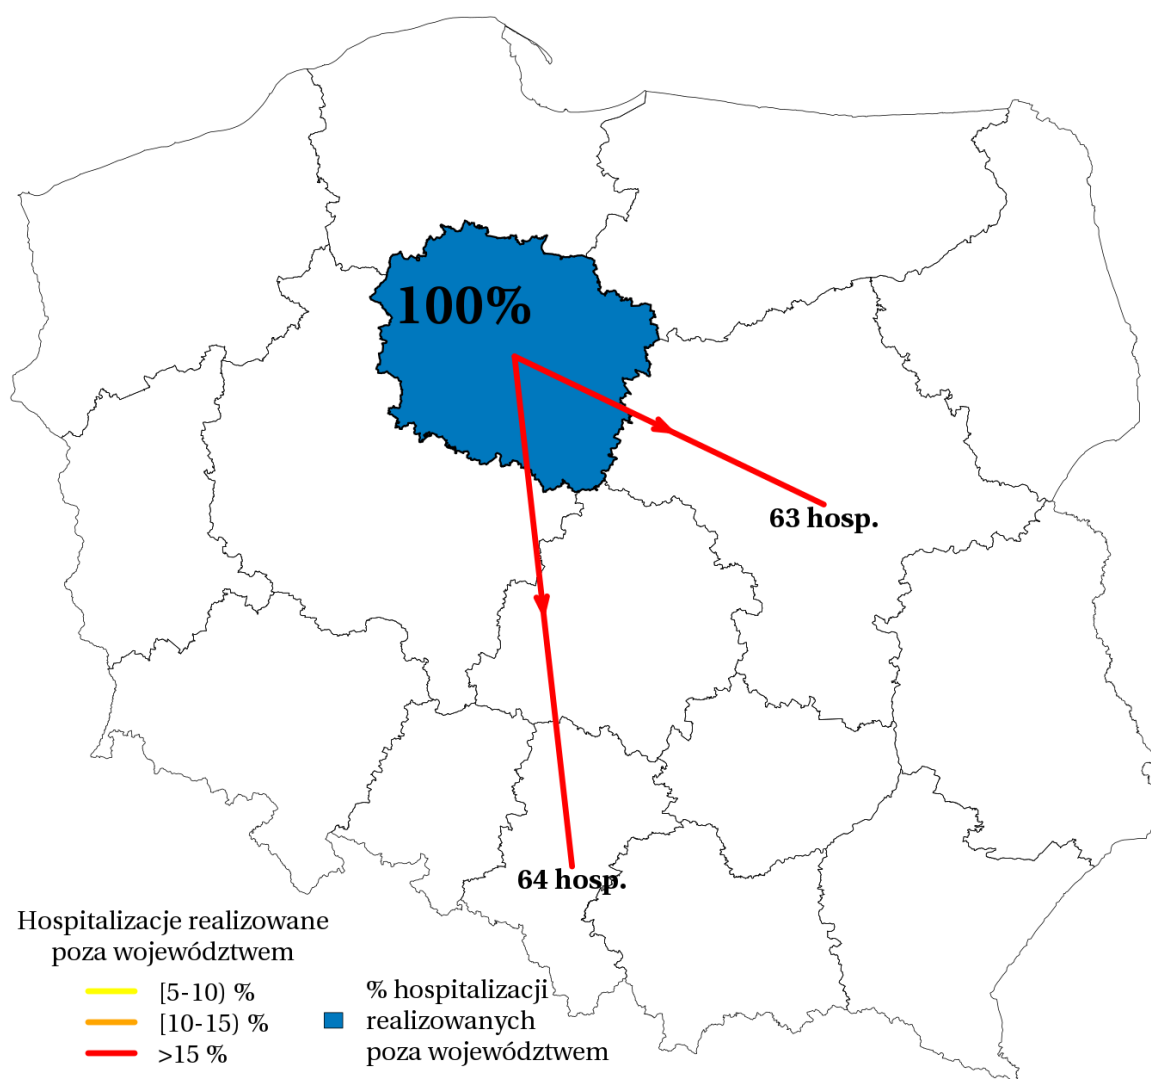 100%
63 hosp.
64 hosp.
Hospitalizacje realizowane
poza województwem
[5-10) %
[10-15) %
>15 %
% hospitalizacji
realizowanych
poza województwem